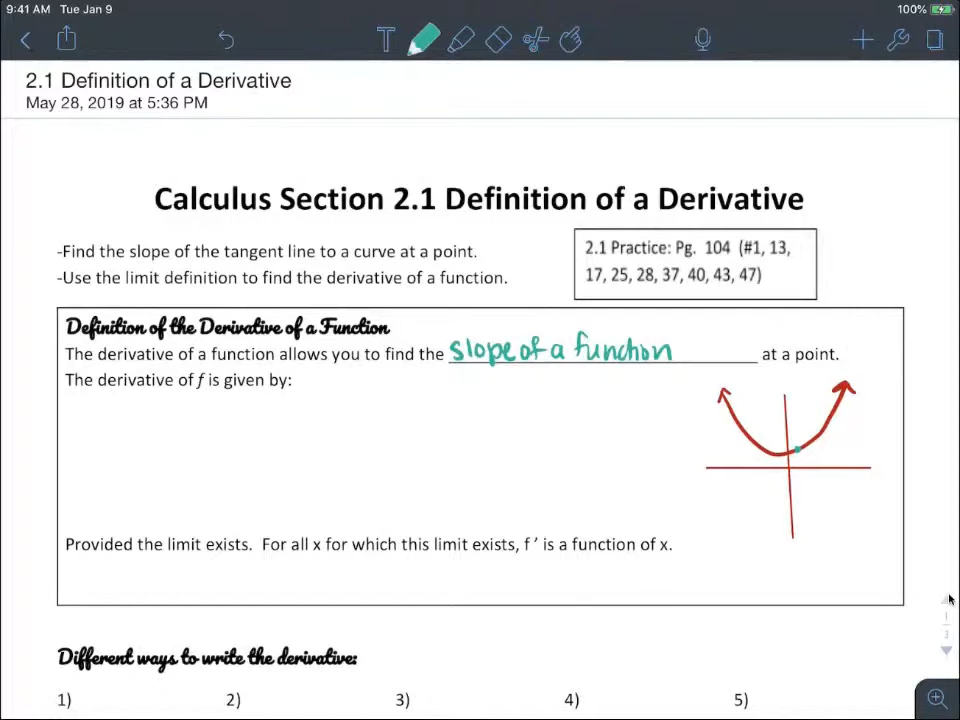 9:41 AM Tue Jan 9
100%
2.1 Definition of a Derivative
May 28, 2019 at 5:36 PM
Calculus Section 2.1 Definition of a Derivative
-Find the slope of the tangent line to a curve at a point.
-Use the limit definition to find the derivative of a function.
2.1 Practice: Pg. 104 (#1, 13,
17, 25, 28, 37, 40, 43, 47)
Definition of the Derivative of a Function
The derivative of a function allows you to find the slope of a function at a point.
The derivative of f is given by:
Provided the limit exists. For all x for which this limit exists, f ’ is a function of x.
1
3
Different ways to write the derivative:
1) 2) 3) 4) 5)